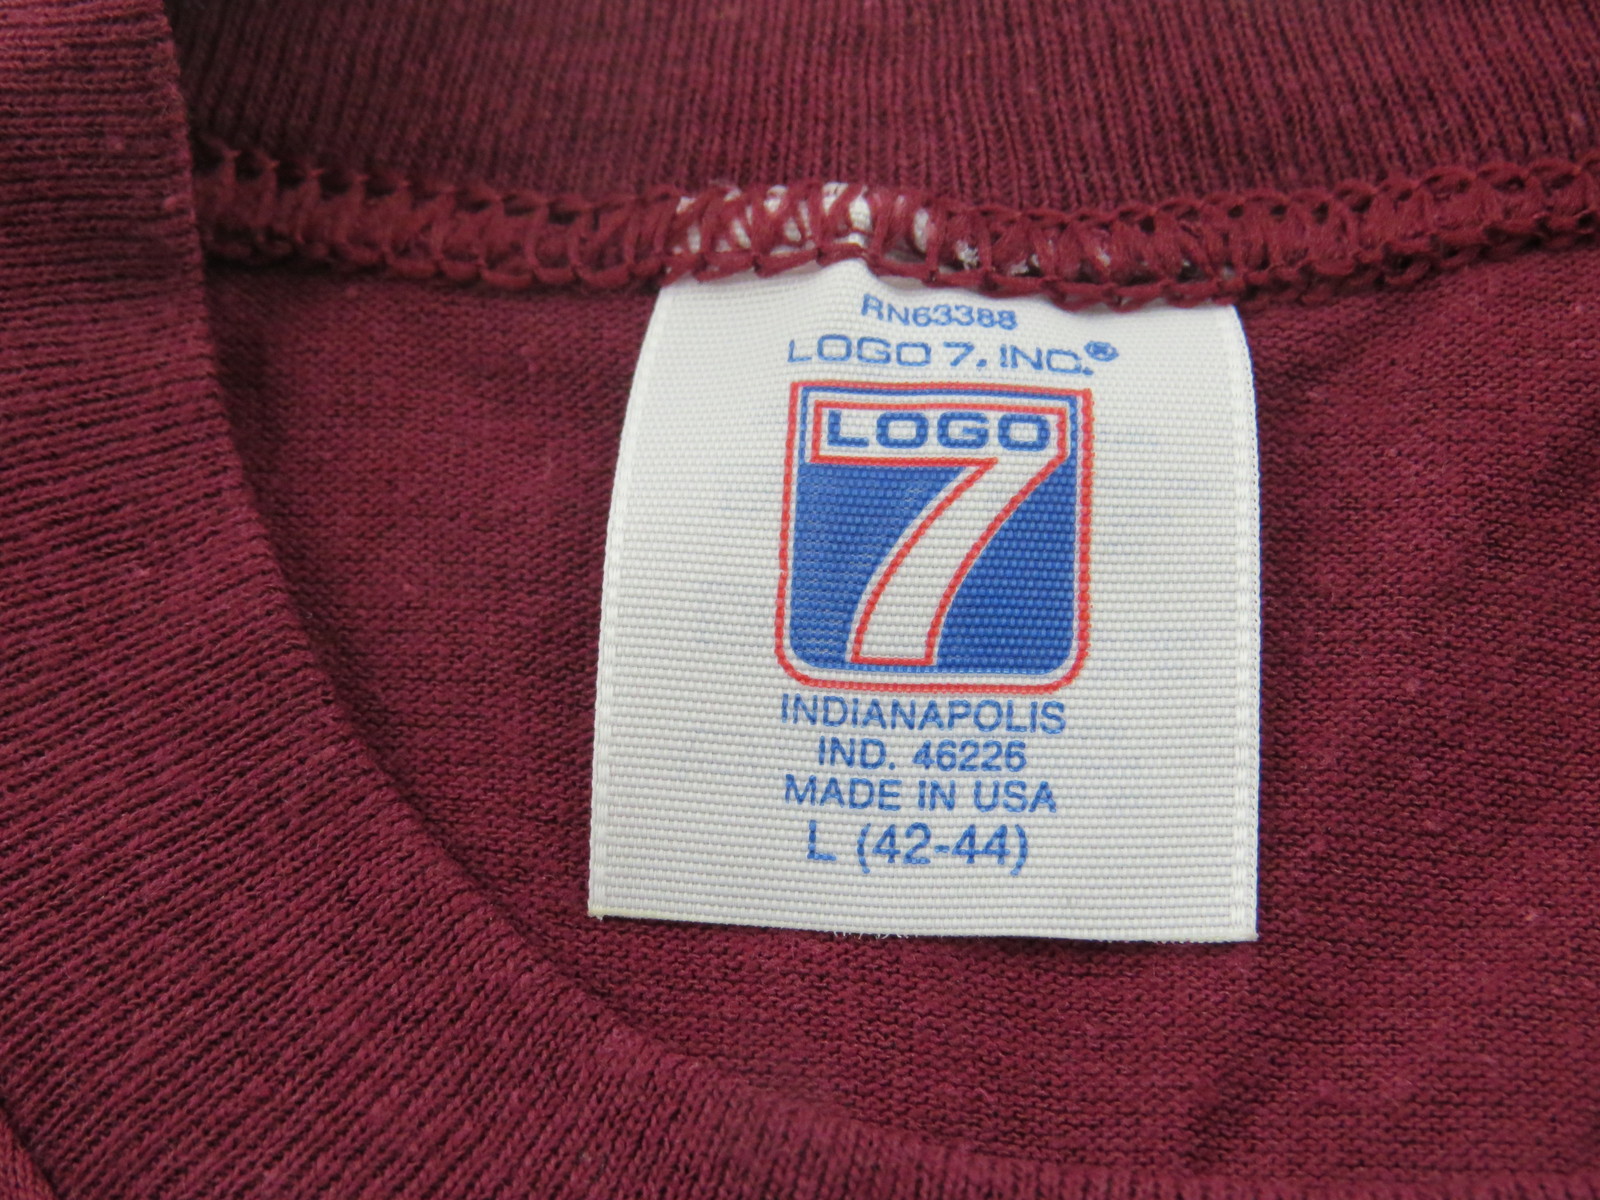 RN63388
LOGO 7, INC.®
LOGO
7
INDIANAPOLIS
IND. 46226
MADE IN USA
L (42-44)